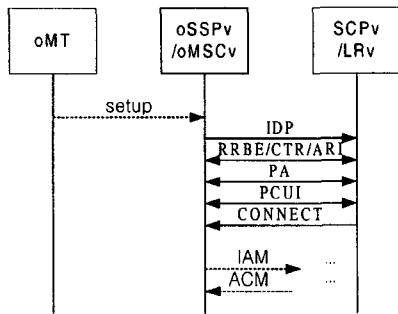 oMT
oSSPv
/oMSCv
SCPv
/LRv
setup
IDP
RRBE/CTR/ARI
PA
PCUI
CONNECT
IAM
...
ACM
...